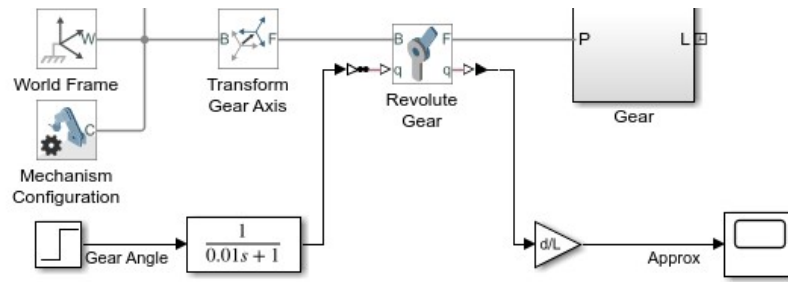 W
B
F
B
F
P
L
World Frame
Transform
Gear Axis
q
q
Revolute
Gear
Gear
C
Mechanism
Configuration
1
0.01s + 1
Gear Angle
d/L
Approx